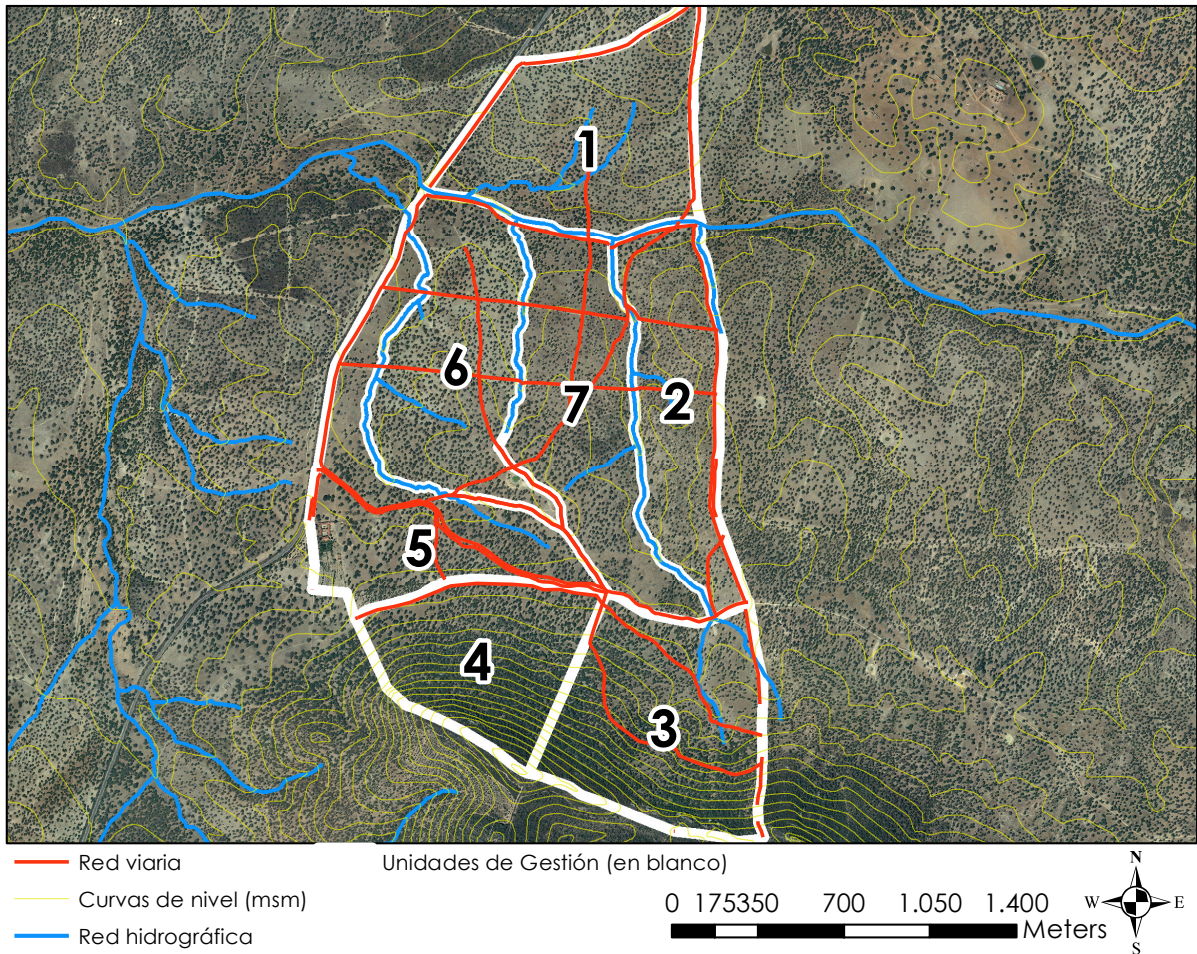 1
6
7
2
5
4
3
Red viaria
Unidades de Gestión (en blanco)
Curvas de nivel (msm)
Red hidrográfica
0 175350 700 1.050 1.400
Meters
N
W E
S